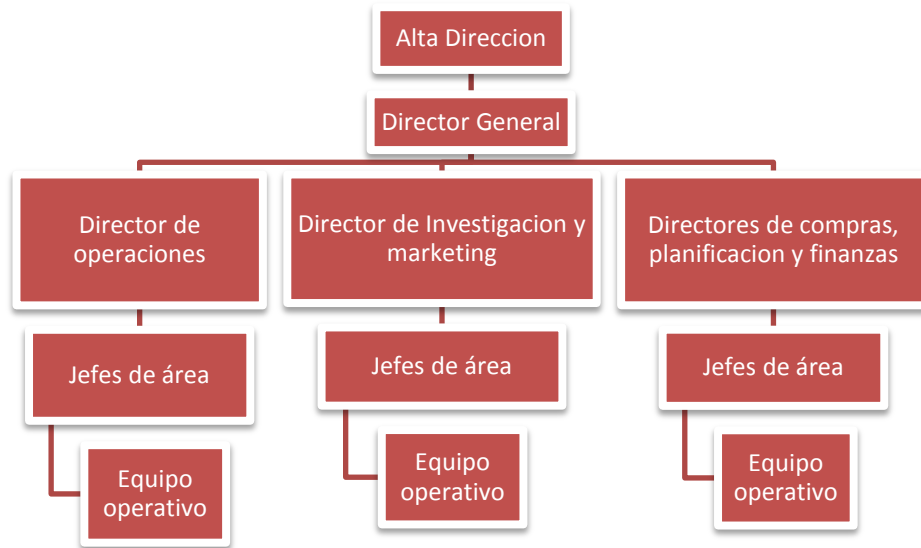 Alta Direccion
Director General
Director de
operaciones
Director de Investigacion y
marketing
Directores de compras,
planificacion y finanzas
Jefes de área
Jefes de área
Jefes de área
Equipo
operativo
Equipo
operativo
Equipo
operativo